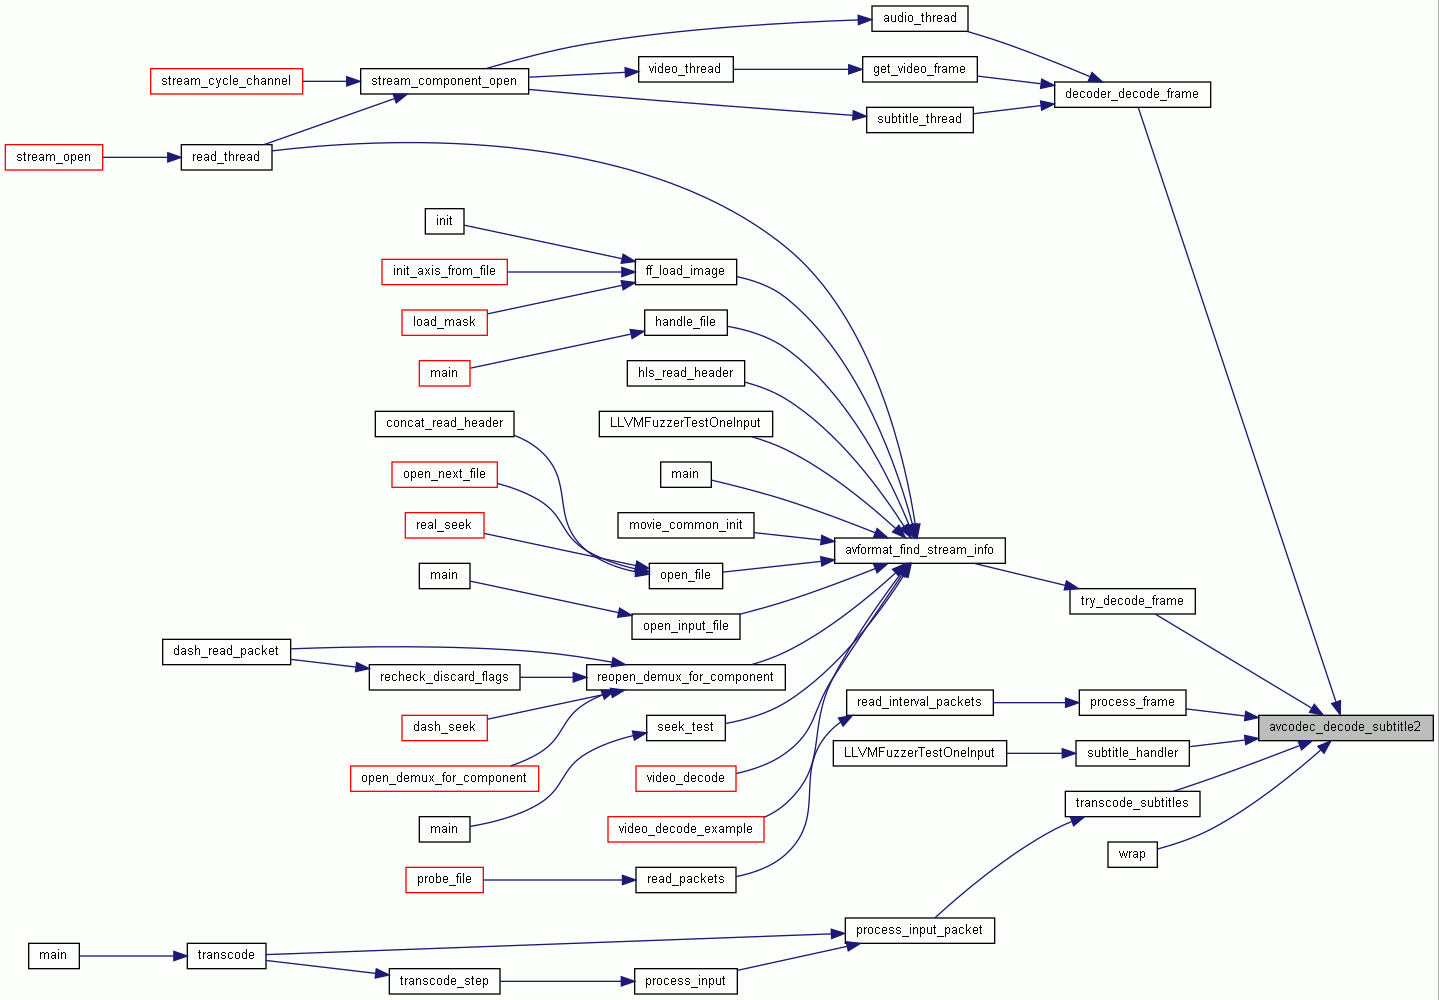 audio_thread
stream_cycle_channel
stream_component_open
video_thread
get_video_frame
decoder_decode_frame
subtitle_thread
stream_open
read_thread
init
init_axis_from_file
ff_load_image
load_mask
handle_file
main
hls_read_header
concat_read_header
LLVMFuzzerTestOneInput
open_next_file
main
real_seek
movie_common_init
avformat_find_stream_info
main
open_file
try_decode_frame
open_input_file
dash_read_packet
recheck_discard_flags
reopen_demux_for_component
read_interval_packets
process_frame
dash_seek
seek_test
avcodec_decode_subtitle2
LLVMFuzzerTestOneInput
subtitle_handler
open_demux_for_component
video_decode
transcode_subtitles
main
video_decode_example
wrap
probe_file
read_packets
process_input_packet
main
transcode
transcode_step
process_input